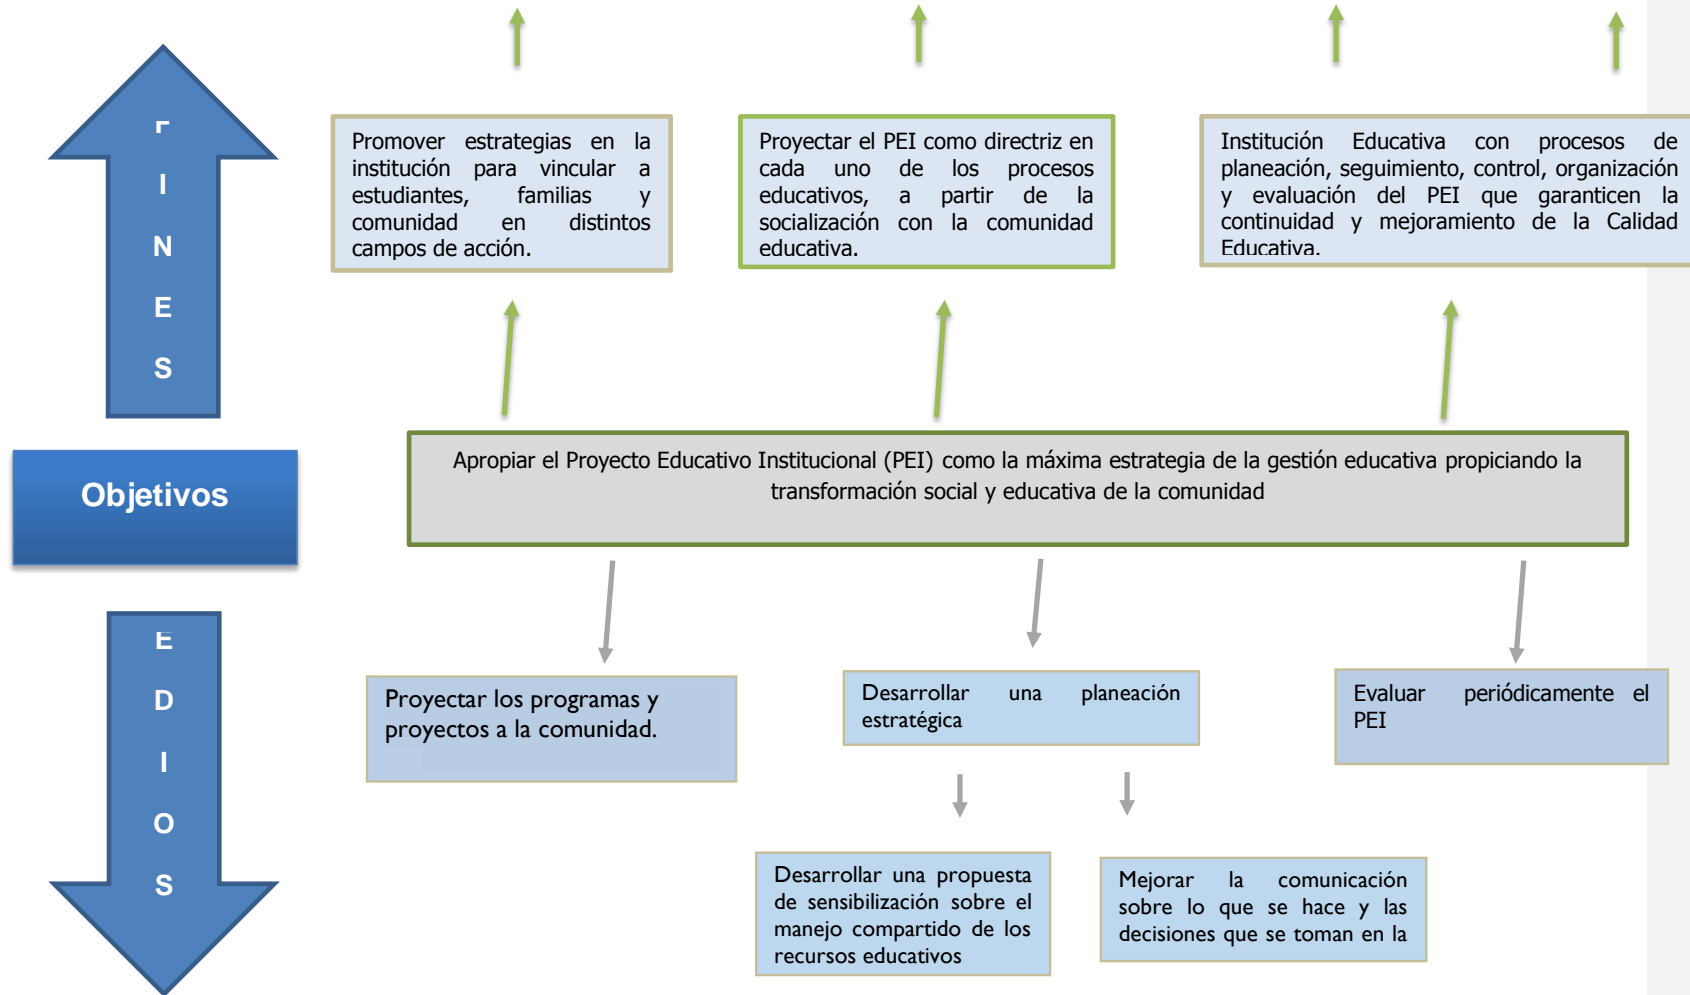 F
I
N
E
S
Promover estrategias en la
institución para vincular a
estudiantes, familias y
comunidad en distintos
campos de acción.
Proyectar el PEI como directriz en
cada uno de los procesos
educativos, a partir de la
socialización con la comunidad
educativa.
Institución Educativa con procesos de
planeación, seguimiento, control, organización
y evaluación del PEI que garanticen la
continuidad y mejoramiento de la Calidad
Educativa.
Objetivos
Apropiar el Proyecto Educativo Institucional (PEI) como la máxima estrategia de la gestión educativa propiciando la
transformación social y educativa de la comunidad
E
D
I
O
S
Proyectar los programas y
proyectos a la comunidad.
Desarrollar una planeación
estratégica
Evaluar periódicamente el
PEI
Desarrollar una propuesta
de sensibilización sobre el
manejo compartido de los
recursos educativos
Mejorar la comunicación
sobre lo que se hace y las
decisiones que se toman en la